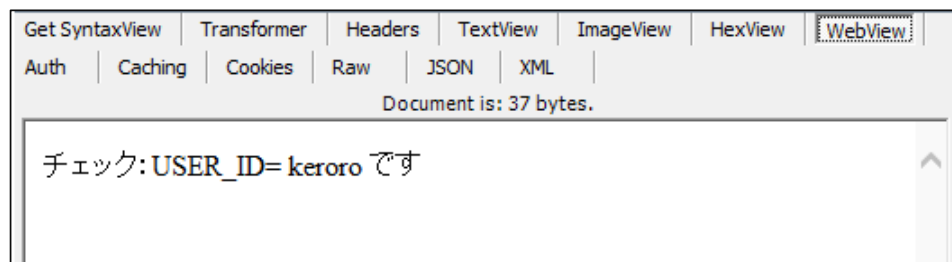 Get SyntaxView Transformer Headers TextView ImageView HexView WebView
Auth Caching Cookies Raw JSON XML
Document is: 37 bytes.
チェック: USER_ID= keroro です